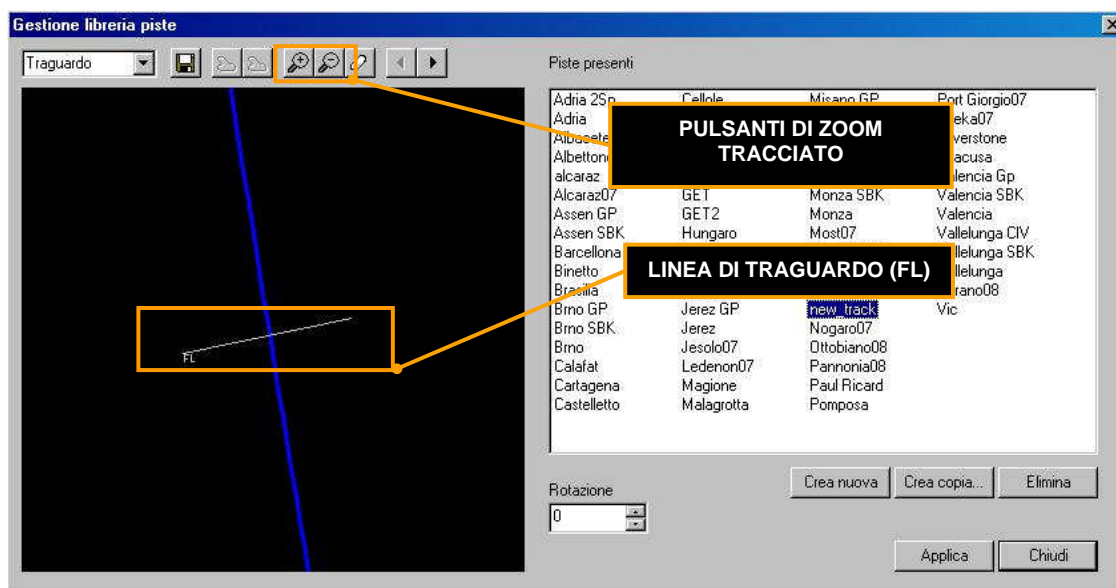 Gestione libreria piste
Traguardo
Piste presenti
PULSANTI DI ZOOM
TRACCIATO
LINEA DI TRAGUARDO (FL)
FL
Adria 2Sp
Adria
Albacete
alcaraz
Alcaraz07
Assen GP
Assen SBK
Barcellona
Binetto
Brasilia
Brno GP
Brno SBK
Brno
Calafat
Cartagena
Castelletto
Cellole
GET
GET2
Hungaro
Jerez GP
Jerez
Jesolo07
Ledenon07
Magione
Malagrotta
Misano GP
Monza SBK
Monza
Most07
new_track
Nogaro07
Ottobiano08
Pannonia08
Paul Ricard
Pomposa
Port Giorgio07
Gp
Valencia SBK
Valencia
Vallelunga CIV
SBK
Vic
Rotazione
0
Crea nuova
Crea copia...
Elimina
Applica
Chiudi